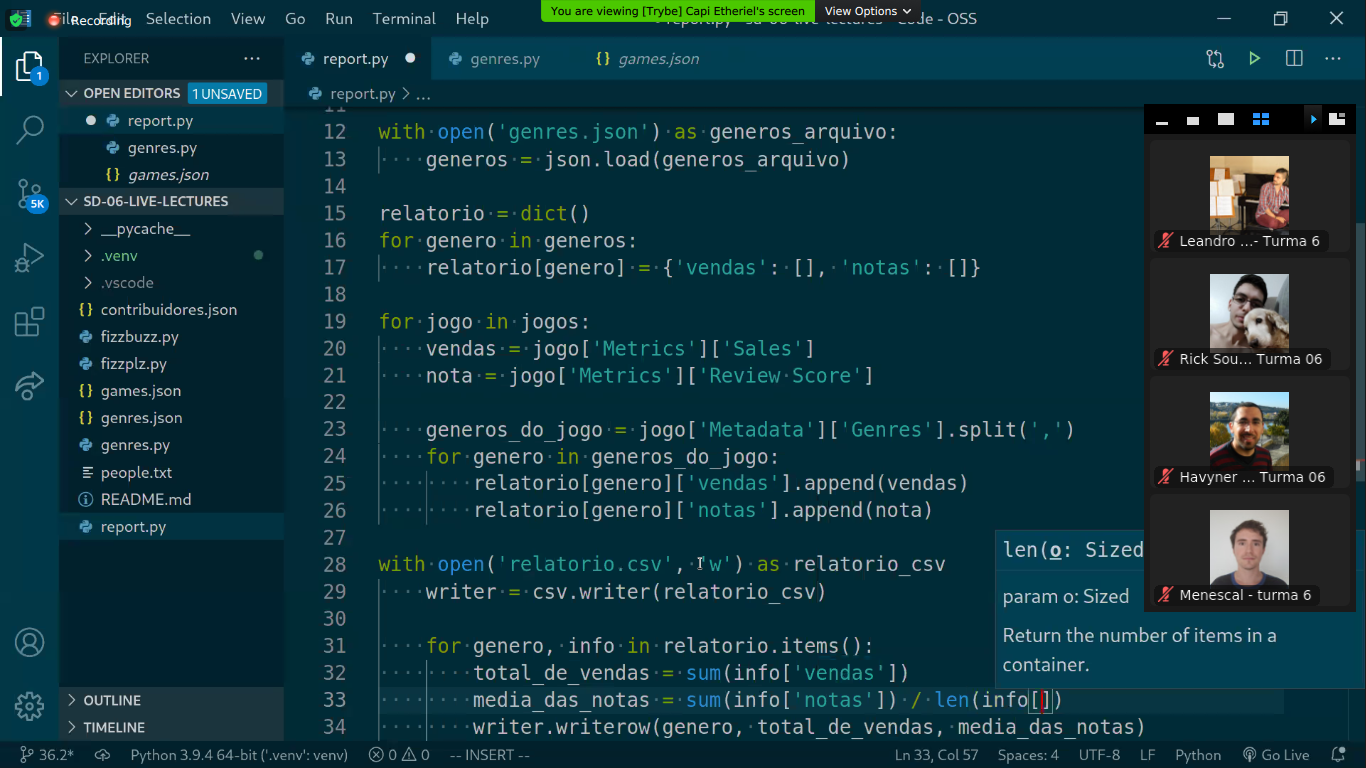 File Edit Selection View Go Run Terminal Help
Recording
You are viewing [Trybe] Capi Etheriel's screen
View Options
Code - OSS
EXPLORER
report.py
genres.py
games.json
OPEN EDITORS
1 UNSAVED
report.py > ...
report.py
genres.py
games.json
SD-06-LIVE-LECTURES
__pycache__
.venv
.vscode
contribuidores.json
fizzbuzz.py
fizzplz.py
games.json
genres.json
genres.py
people.txt
README.md
report.py
OUTLINE
TIMELINE
1
5K
11
12 with open('genres.json') as generos_arquivo:
13 generos = json.load(generos_arquivo)
14
15 relatorio = dict()
16 for genero in generos:
17 relatorio[genero] = {'vendas': [], 'notas': []}
18
19 for jogo in jogos:
20 vendas = jogo['Metrics']['Sales']
21 nota = jogo['Metrics']['Review Score']
22
23 generos_do_jogo = jogo['Metadata']['Genres'].split(',')
24 for genero in generos_do_jogo:
25 relatorio[genero]['vendas'].append(vendas)
26 relatorio[genero]['notas'].append(nota)
27
28 with open('relatorio.csv', 'w') as relatorio_csv
29 writer = csv.writer(relatorio_csv)
30
31 for genero, info in relatorio.items():
32 total_de_vendas = sum(info['vendas'])
33 media_das_notas = sum(info['notas']) / len(info[])
34 writer.writerow(genero, total_de_vendas, media_das_notas)
len(o: Sized
param o: Sized
Return the number of items in a
container.
Leandro ...- Turma 6
Rick Sou... Turma 06
Havyner ... Turma 06
Menescal - turma 6
36.2* Python 3.9.4 64-bit ('.venv': venv) 0 0 -- INSERT -- Ln 33, Col 57 Spaces: 4 UTF-8 LF Python Go Live